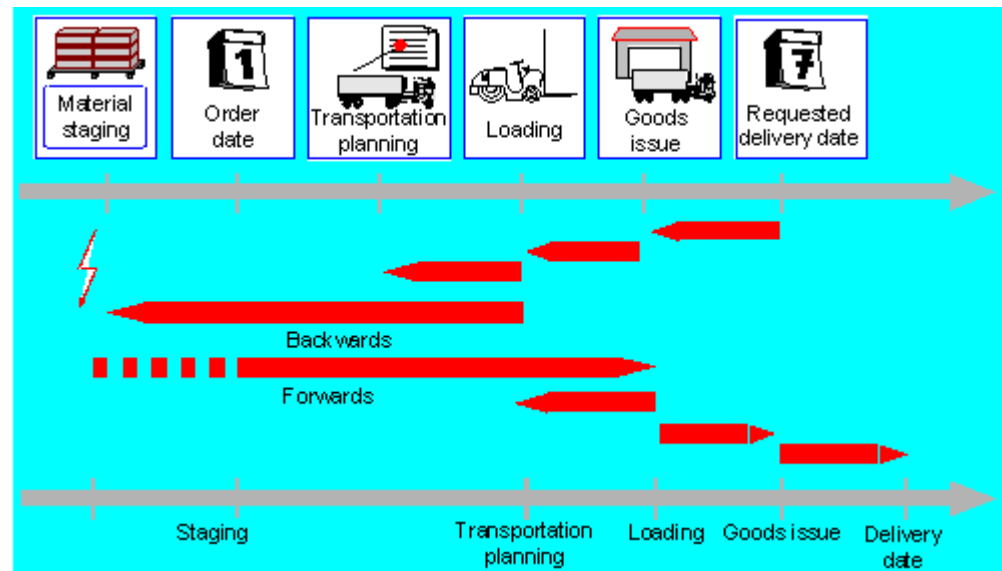 1
7
Material
staging
Order
date
Transportation
planning
Loading
Goods
issue
Requested
delivery date
Backwards
Forwards
Staging
Transportation
planning
Loading
Goods issue
Delivery
date